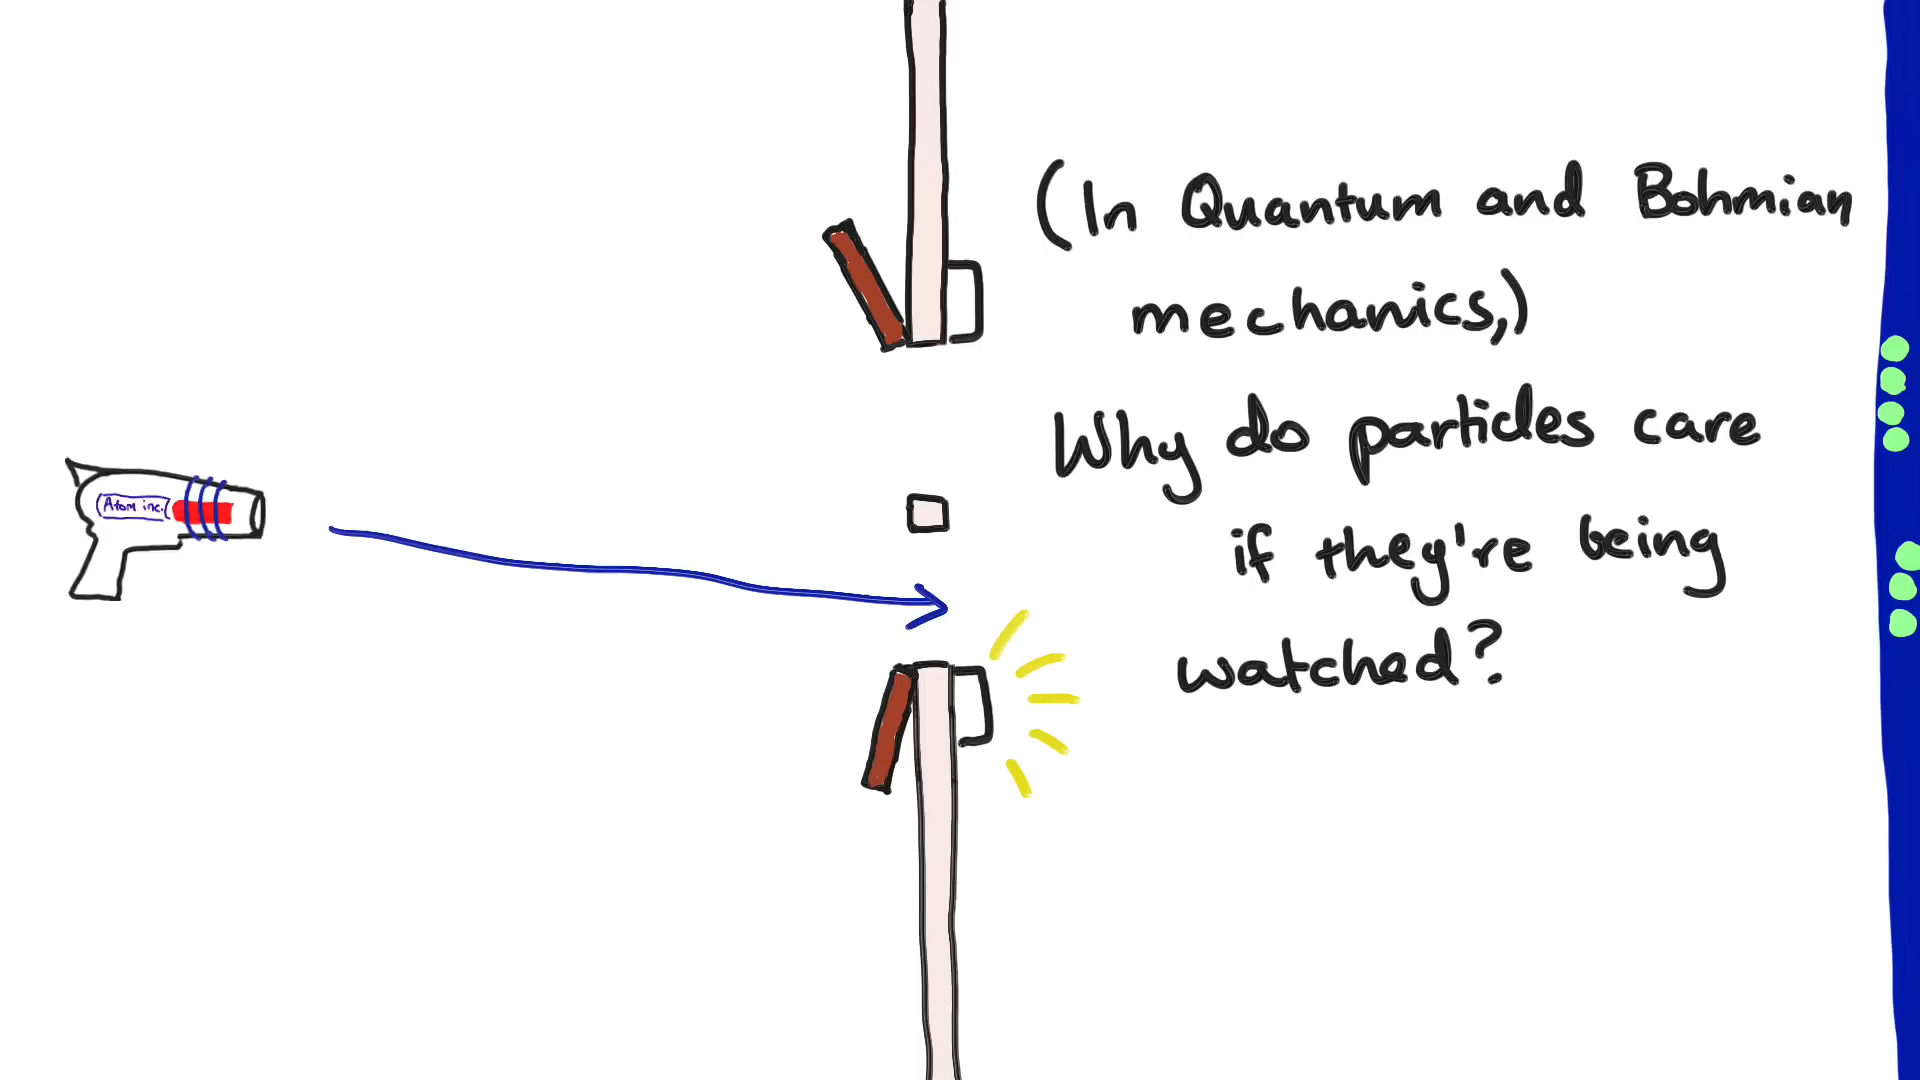 (In Quantum and Bohmian
mechanics,)
Why do particles care
if they're being
watched?
(Atom inc.(